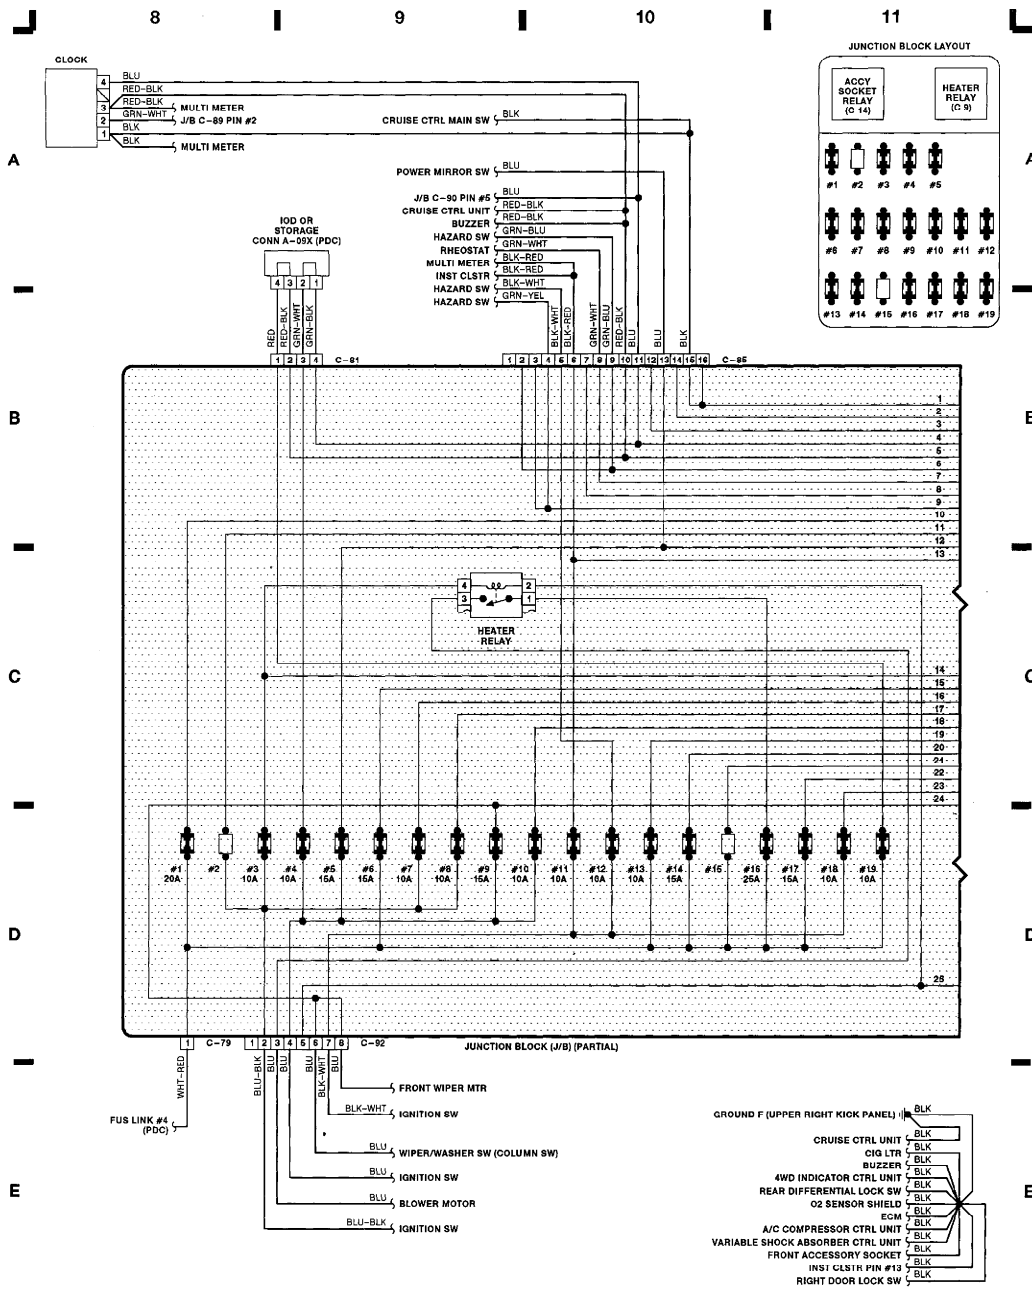 8 9 10 11
JUNCTION BLOCK LAYOUT
ACCY
SOCKET
RELAY
(C 14)
HEATER
RELAY
(C 9)
#1 #2 #3 #4 #5
#6 #7 #8 #9 #10 #11 #12
#13 #14 #15 #16 #17 #18 #19
CLOCK
4 BLU
RED-BLK
3 RED-BLK MULTI METER
2 GRN-WHT J/B C-89 PIN #2
1 BLK
BLK MULTI METER
CRUISE CTRL MAIN SW BLK
A
POWER MIRROR SW BLU
J/B C-90 PIN #5 BLU
CRUISE CTRL UNIT RED-BLK
BUZZER RED-BLK
HAZARD SW GRN-BLU
RHEOSTAT GRN-WHT
MULTI METER BLK-RED
INST CLSTR BLK-RED
HAZARD SW BLK-WHT
HAZARD SW GRN-YEL
IOD OR
STORAGE
CONN A-09X (PDC)
4 3 2 1
RED RED-BLK GRN-WHT GRN-BLK
BLK-WHT BLK-RED GRN-WHT GRN-BLU RED-BLK BLU BLU BLK
1 2 3 4 C-81
1 2 3 4 5 6 7 8 9 10 11 12 13 14 15 16 C-85
B
1
2
3
4
5
6
7
8
9
10
11
12
13
4 2
3 1
HEATER
RELAY
C
14
15
16
17
18
19
20
21
22
23
24
#1 #2 #3 #4 #5 #6 #7 #8 #9 #10 #11 #12 #13 #14 #15 #16 #17 #18 #19
20A 10A 10A 15A 15A 10A 10A 15A 10A 10A 10A 10A 15A 25A 15A 10A 10A
D
25
1 C-79 1 2 3 4 5 6 7 8 C-92
JUNCTION BLOCK (J/B) (PARTIAL)
WHT-RED BLU-BLK BLU BLU BLU BLK-WHT BLU
FRONT WIPER MTR
BLK-WHT IGNITION SW
FUS LINK #4
(PDC)
BLU WIPER/WASHER SW (COLUMN SW)
BLU IGNITION SW
BLU BLOWER MOTOR
BLU-BLK IGNITION SW
E
GROUND F (UPPER RIGHT KICK PANEL) BLK
BLK
CRUISE CTRL UNIT BLK
CIG LTR BLK
BUZZER BLK
4WD INDICATOR CTRL UNIT BLK
REAR DIFFERENTIAL LOCK SW BLK
O2 SENSOR SHIELD BLK
ECM BLK
A/C COMPRESSOR CTRL UNIT BLK
VARIABLE SHOCK ABSORBER CTRL UNIT BLK
FRONT ACCESSORY SOCKET BLK
INST CLSTR PIN #13 BLK
RIGHT DOOR LOCK SW BLK